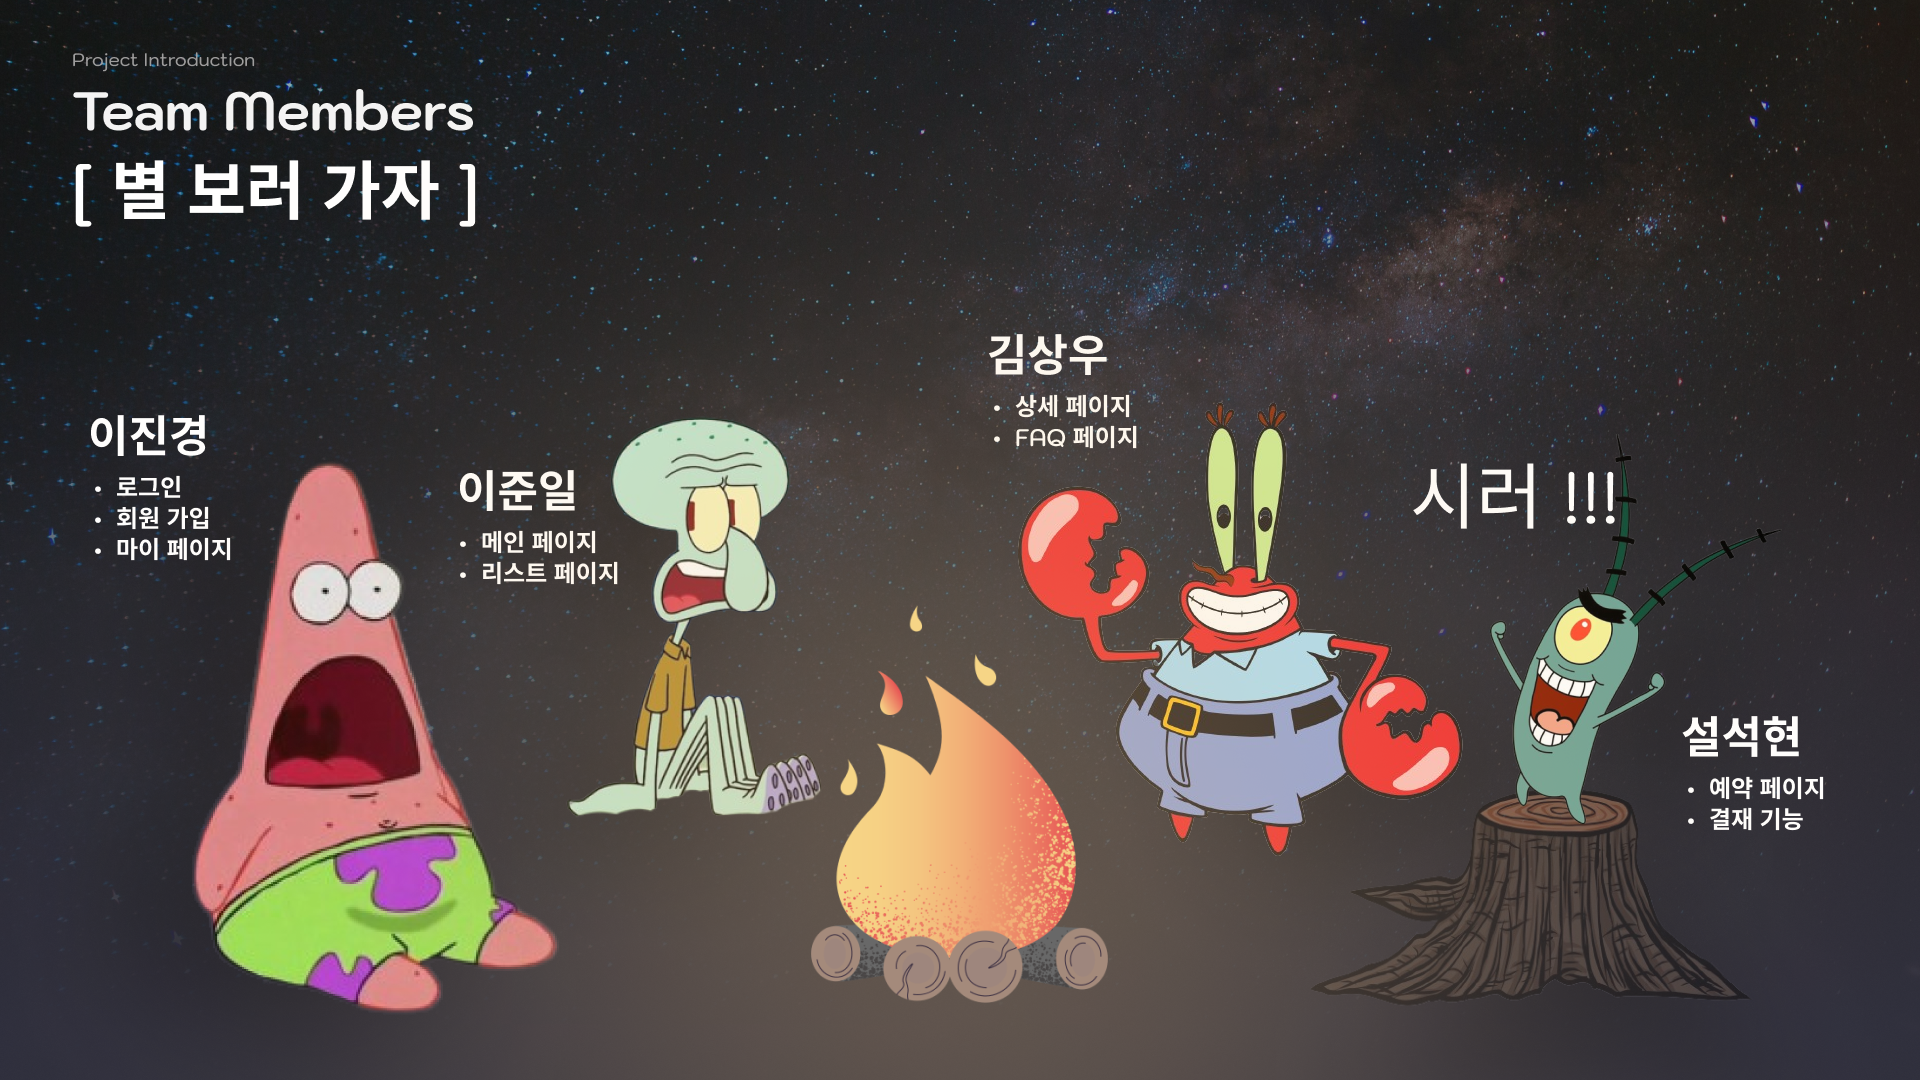 Project Introduction
Team Members
[ 별 보러 가자 ]
이진경
• 로그인
• 회원 가입
• 마이 페이지
이준일
• 메인 페이지
• 리스트 페이지
김상우
• 상세 페이지
• FAQ 페이지
시러 !!!
설석현
• 예약 페이지
• 결재 기능